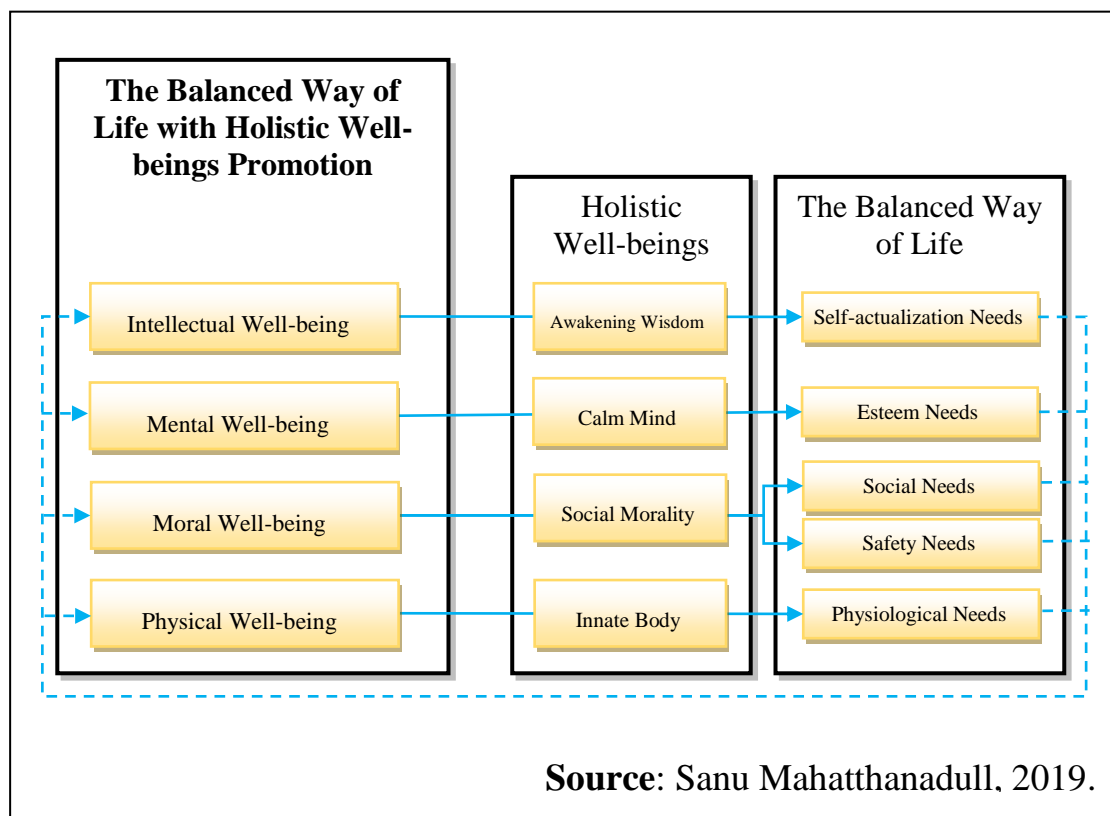 The Balanced Way of
Life with Holistic Well-
beings Promotion
Holistic
Well-beings
The Balanced Way
of Life
Intellectual Well-being
Awakening Wisdom
Self-actualization Needs
Mental Well-being
Calm Mind
Esteem Needs
Moral Well-being
Social Morality
Social Needs
Safety Needs
Physical Well-being
Innate Body
Physiological Needs
Source: Sanu Mahatthanadull, 2019.